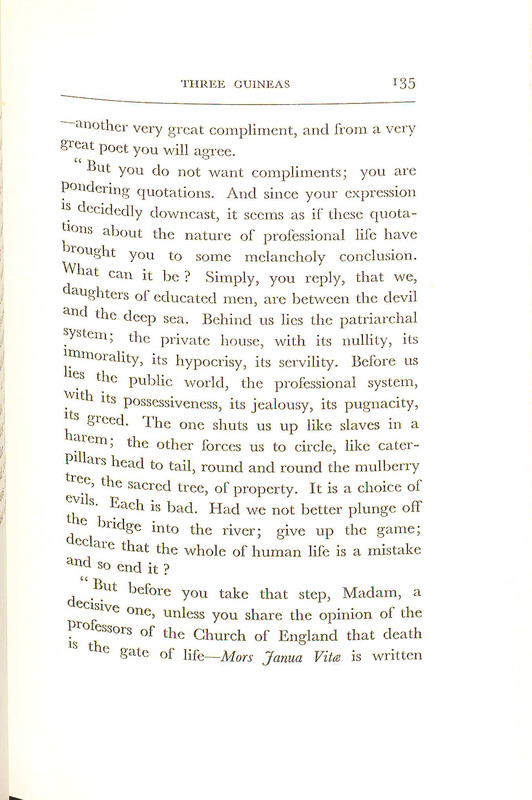 THREE GUINEAS 135
—another very great compliment, and from a very
great poet you will agree.
“ But you do not want compliments; you are
pondering quotations. And since your expression
is decidedly downcast, it seems as if these quota-
tions about the nature of professional life have
brought you to some melancholy conclusion.
What can it be ? Simply, you reply, that we,
daughters of educated men, are between the devil
and the deep sea. Behind us lies the patriarchal
system; the private house, with its nullity, its
immorality, its hypocrisy, its servility. Before us
lies the public world, the professional system,
with its possessiveness, its jealousy, its pugnacity,
its greed. The one shuts us up like slaves in a
harem; the other forces us to circle, like cater-
pillars head to tail, round and round the mulberry
tree, the sacred tree, of property. It is a choice of
evils. Each is bad. Had we not better plunge off
the bridge into the river; give up the game;
declare that the whole of human life is a mistake
and so end it ?
“ But before you take that step, Madam, a
decisive one, unless you share the opinion of the
professors of the Church of England that death
is the gate of life—Mors Janua Vitæ is written